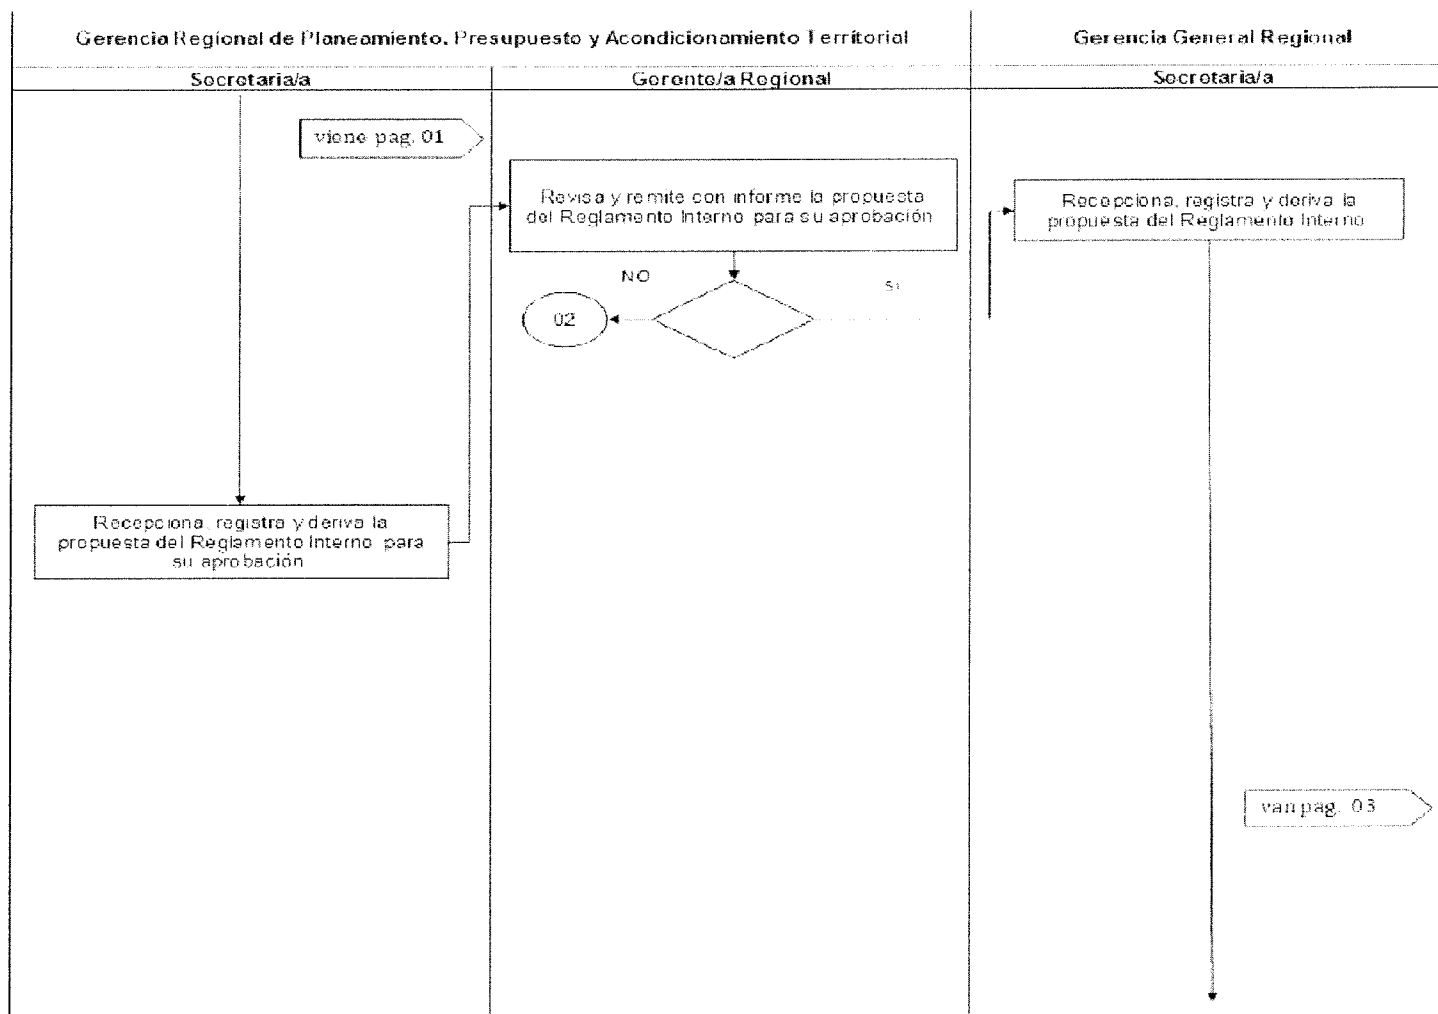 Gerencia Regional de Planeamiento, Presupuesto y Acondicionamiento Territorial
Gerencia General Regional
Secretaria/a
Gerente/a Regional
Secretaria/a
viene pag. 01
Revisa y remite con informe la propuesta
del Reglamento Interno para su aprobación
Recepciona, registra y deriva la
propuesta del Reglamento Interno
NO
SI
02
Recepciona, registra y deriva la
propuesta del Reglamento Interno para
su aprobación
van pag. 03